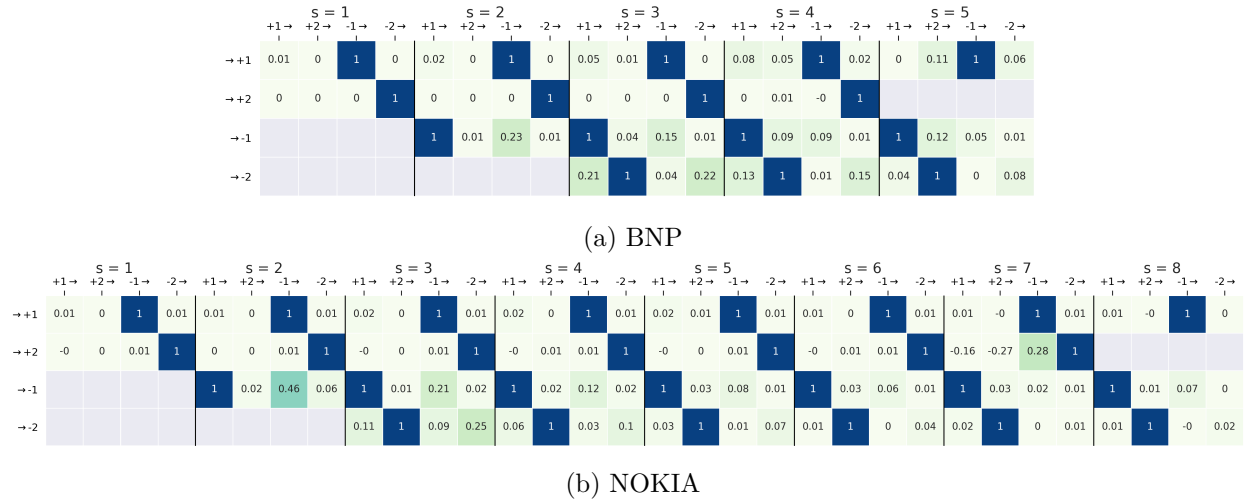 s = 1 s = 2 s = 3 s = 4 s = 5
+1→ +2→ -1→ -2→ +1→ +2→ -1→ -2→ +1→ +2→ -1→ -2→ +1→ +2→ -1→ -2→ +1→ +2→ -1→ -2→
→+1 0.01 0 1 0 0.02 0 1 0 0.05 0.01 1 0 0.08 0.05 1 0.02 0 0.11 1 0.06
→+2 0 0 0 1 0 0 0 1 0 0 0 1 0 0.01 -0 1
→-1 1 0.01 0.23 0.01 1 0.04 0.15 0.01 1 0.09 0.09 0.01 1 0.12 0.05 0.01
→-2 0.21 1 0.04 0.22 0.13 1 0.01 0.15 0.04 1 0 0.08
(a) BNP
s = 1 s = 2 s = 3 s = 4 s = 5 s = 6 s = 7 s = 8
+1→ +2→ -1→ -2→ +1→ +2→ -1→ -2→ +1→ +2→ -1→ -2→ +1→ +2→ -1→ -2→ +1→ +2→ -1→ -2→ +1→ +2→ -1→ -2→ +1→ +2→ -1→ -2→ +1→ +2→ -1→ -2→
→+1 0.01 0 1 0.01 0.01 0 1 0.01 0.02 0 1 0.01 0.02 0 1 0.01 0.02 0.01 1 0.01 0.01 0 1 0.01 0.01 -0 1 0.01 0.01 -0 1 0
→+2 -0 0 0.01 1 0 0 0.01 1 -0 0 0.01 1 -0 0 0.01 1 -0 0 0.01 1 -0 0 0.01 1 -0.16 -0.27 0.28 1
→-1 1 0.02 0.46 0.06 1 0.01 0.21 0.02 1 0.02 0.12 0.02 1 0.03 0.08 0.01 1 0.03 0.06 0.01 1 0.03 0.02 0.01 1 0.01 0.07 0
→-2 0.11 1 0.09 0.25 0.06 1 0.03 0.1 0.03 1 0.01 0.07 0.01 1 0 0.04 0.02 1 0 0.01 0.01 1 -0 0.02
(b) NOKIA